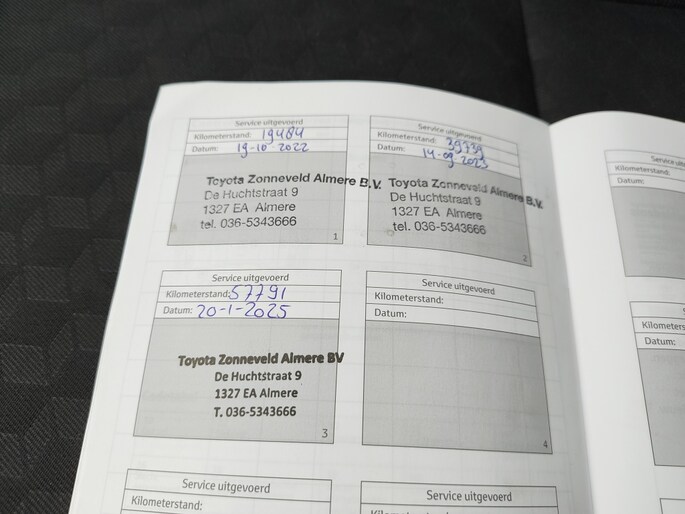 Service uitgevoerd
Kilometerstand: 19484
Datum: 19-10-2022
Toyota Zonneveld Almere B.V.
De Huchtstraat 9
1327 EA Almere
tel. 036-5343666
1
Service uitgevoerd
Kilometerstand: 39739
Datum: 14-09-2023
Toyota Zonneveld Almere B.V.
De Huchtstraat 9
1327 EA Almere
tel. 036-5343666
2
Service uitgevoerd
Kilometerstand: 57791
Datum: 20-1-2025
Toyota Zonneveld Almere BV
De Huchtstraat 9
1327 EA Almere
T. 036-5343666
3
Service uitgevoerd
Kilometerstand:
Datum:
4
Service uitgevoerd
Kilometerstand:
Service uitgevoerd
Kilometerstand:
Kilometerstand:
Datum:
Datum: